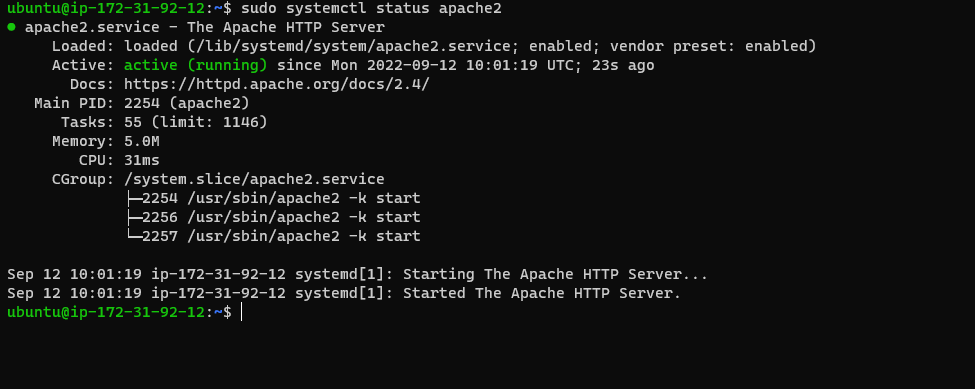 ubuntu@ip-172-31-92-12:~$ sudo systemctl status apache2
● apache2.service - The Apache HTTP Server
     Loaded: loaded (/lib/systemd/system/apache2.service; enabled; vendor preset: enabled)
     Active: active (running) since Mon 2022-09-12 10:01:19 UTC; 23s ago
       Docs: https://httpd.apache.org/docs/2.4/
   Main PID: 2254 (apache2)
      Tasks: 55 (limit: 1146)
     Memory: 5.0M
        CPU: 31ms
     CGroup: /system.slice/apache2.service
             ├─2254 /usr/sbin/apache2 -k start
             ├─2256 /usr/sbin/apache2 -k start
             └─2257 /usr/sbin/apache2 -k start

Sep 12 10:01:19 ip-172-31-92-12 systemd[1]: Starting The Apache HTTP Server...
Sep 12 10:01:19 ip-172-31-92-12 systemd[1]: Started The Apache HTTP Server.
ubuntu@ip-172-31-92-12:~$